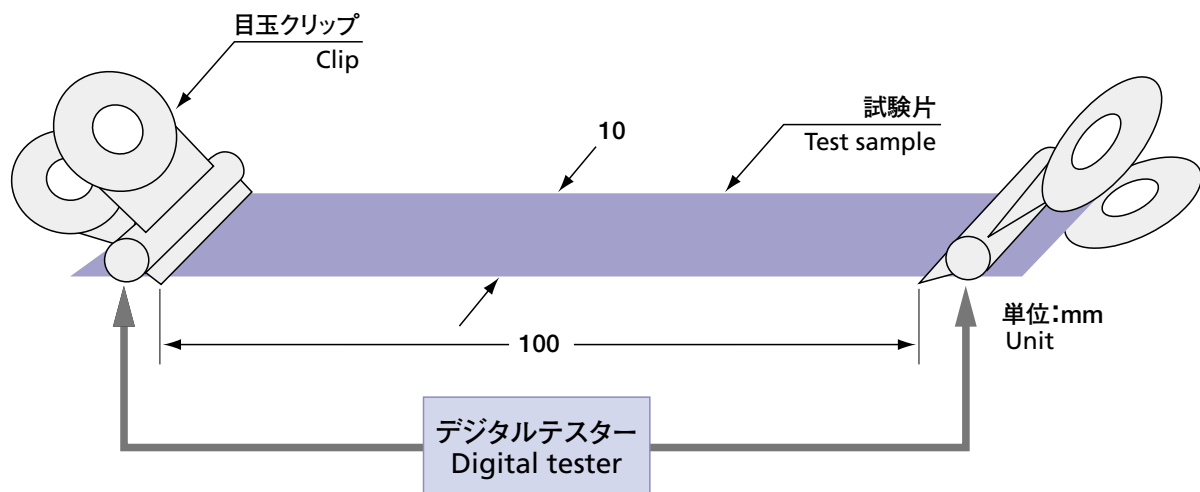 目玉クリップ
Clip
試験片
Test sample
10
単位：mm
Unit
100
デジタルテスター
Digital tester